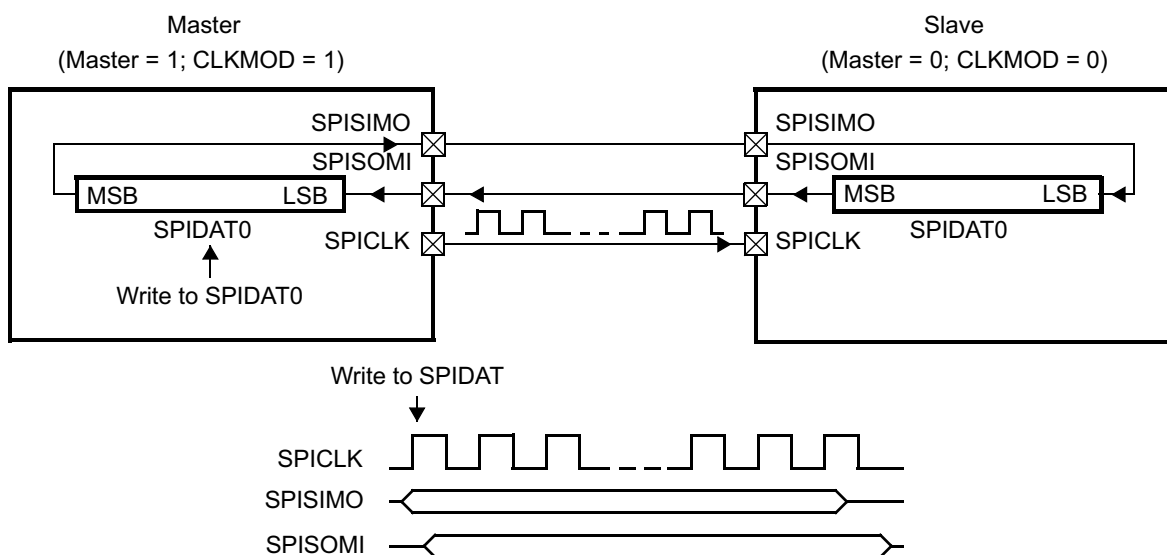 Master
(Master = 1; CLKMOD = 1)
Slave
(Master = 0; CLKMOD = 0)
SPISIMO
SPISIMO
SPISOMI
SPISOMI
MSB LSB
MSB LSB
SPIDAT0
SPIDAT0
SPICLK
SPICLK
Write to SPIDAT0
Write to SPIDAT
SPICLK
SPISIMO
SPISOMI